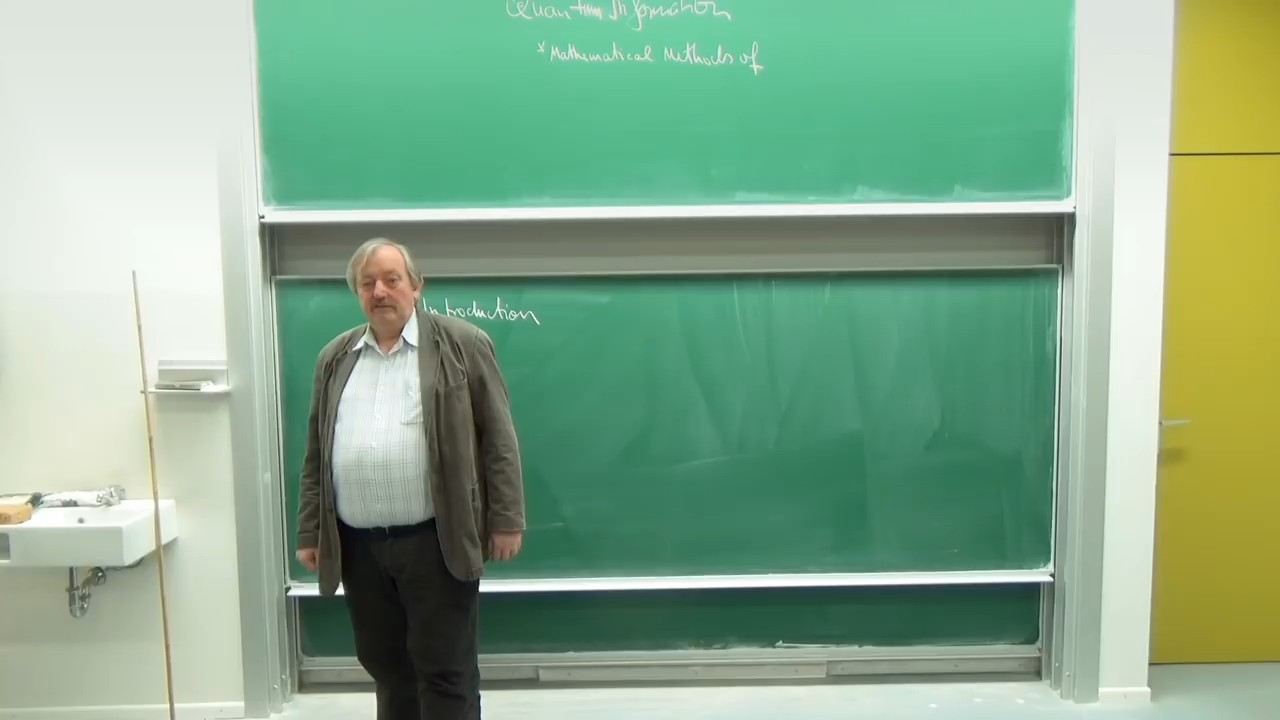 Quantum Information
* Mathematical Methods of
Introduction